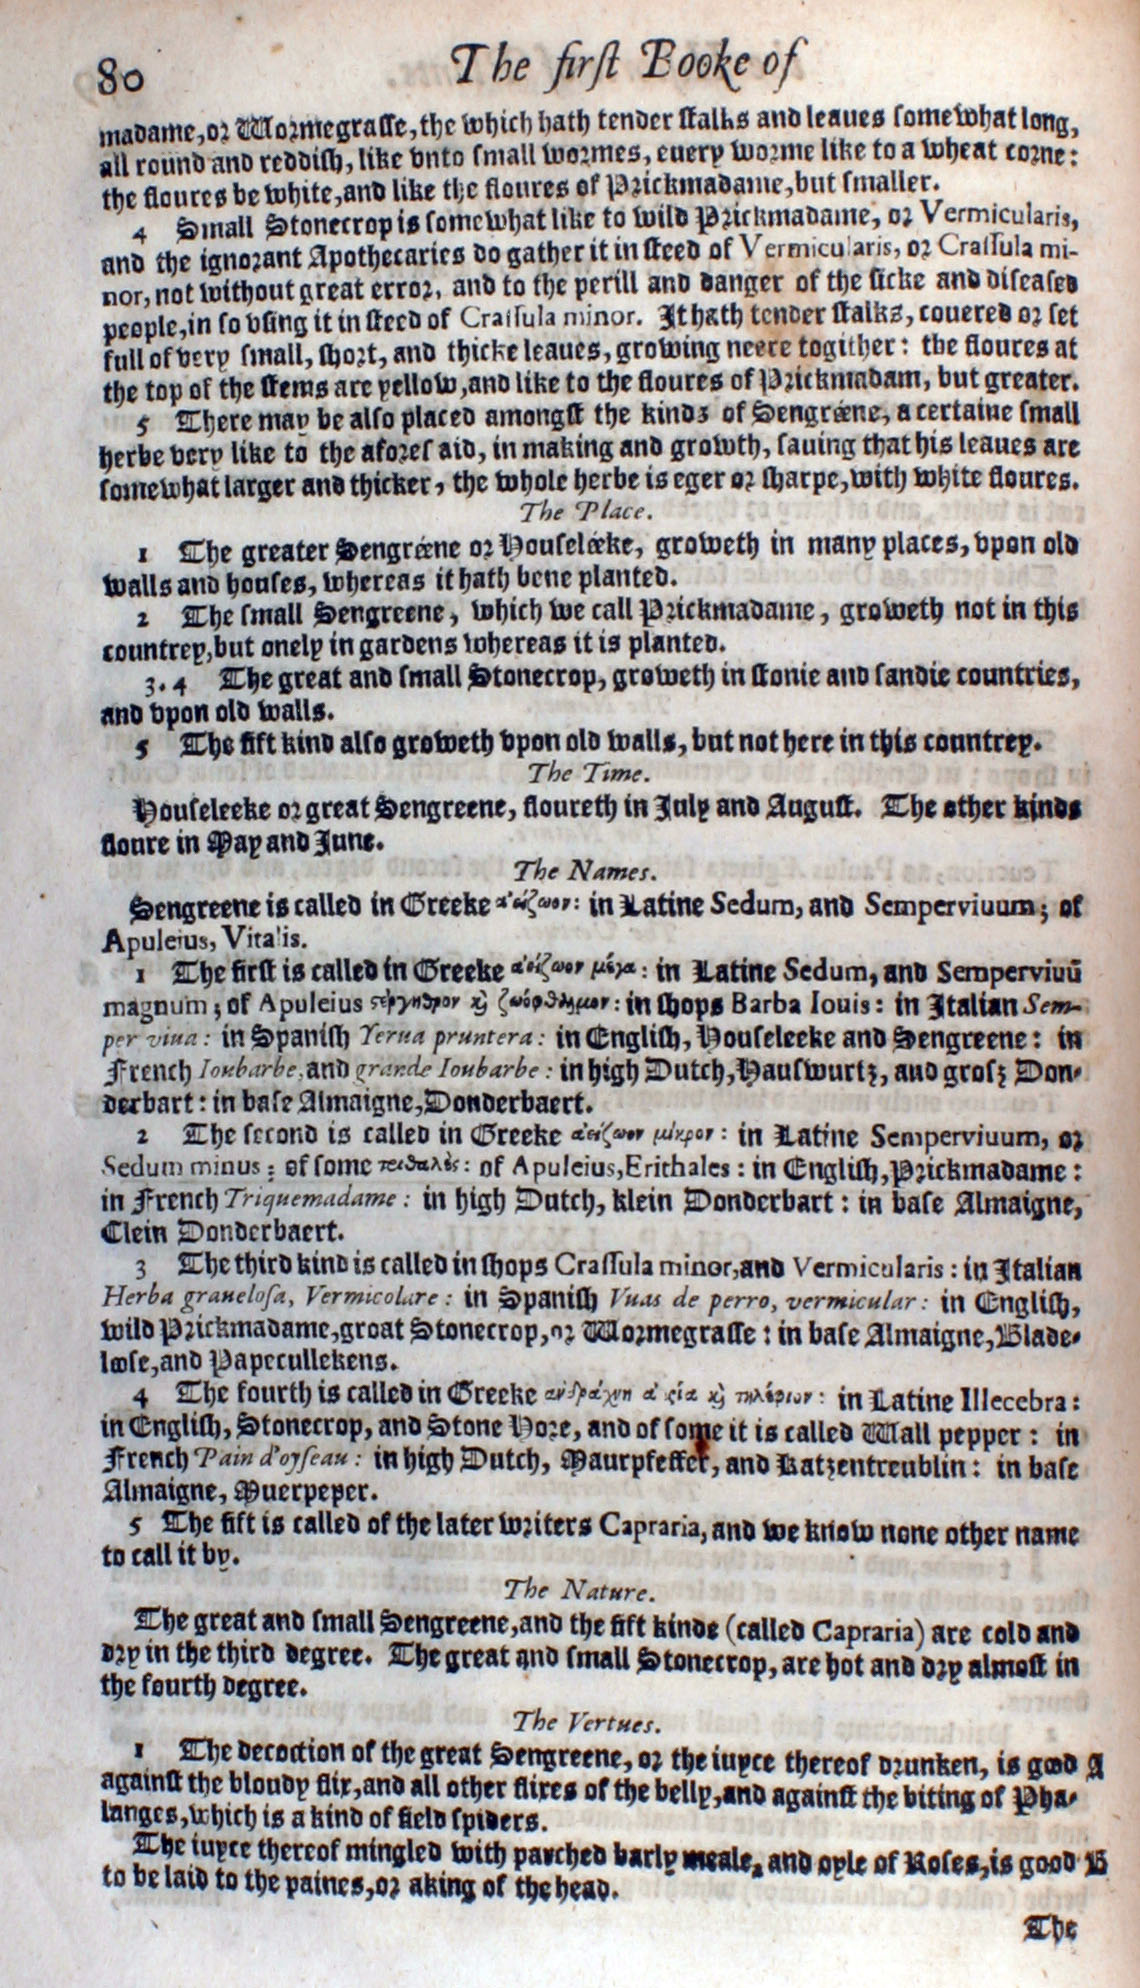 80 The first Booke of
madame, or Wormegrasse, the which hath tender stalks and leaues somewhat long,
all round and reddish, like vnto small wormes, euery worme like to a wheat corne:
the floures be white, and like the floures of Prickmadame, but smaller.
4 Small Stonecrop is somewhat like to wild Prickmadame, or Vermicularis,
and the ignorant Apothecaries do gather it in steed of Vermicularis, or Crassula mi-
nor, not without great error, and to the perill and danger of the sicke and diseased
people, in so vsing it in steed of Crassula minor. It hath tender stalks, couered or set
full of very small, short, and thicke leaues, growing neere togither: the floures at
the top of the stems are yellow, and like to the floures of Prickmadam, but greater.
5 There may be also placed amongst the kinds of Sengreene, a certaine small
herbe very like to the aforesaid, in making and growth, sauing that his leaues are
somewhat larger and thicker, the whole herbe is eger or sharpe, with white floures.
The Place.
1 The greater Sengreene or Houseleeke, groweth in many places, vpon old
walls and houses, whereas it hath bene planted.
2 The small Sengreene, which we call Prickmadame, groweth not in this
countrey, but onely in gardens whereas it is planted.
3.4 The great and small Stonecrop, groweth in stonie and sandie countries,
and vpon old walls.
5 The fift kind also groweth vpon old walls, but not here in this countrey.
The Time.
Houseleeke or great Sengreene, floureth in July and August. The other kinds
floure in May and June.
The Names.
Sengreene is called in Greeke ἀείζωον: in Latine Sedum, and Semperviuum; of
Apuleius, Vitalis.
1 The first is called in Greeke ἀείζωον μέγα: in Latine Sedum, and Semperviuū
magnum; of Apuleius καὶ ζωόφθαλμον: in shops Barba Iouis: in Italian Sem-
per viua: in Spanish Yerua pruntera: in English, Houseleeke and Sengreene: in
French Ioubarbe, and grande Ioubarbe: in high Dutch, Hauswurtz, and grosz Don-
derbart: in base Almaigne, Donderbaert.
2 The second is called in Greeke ἀείζωον μίκρον: in Latine Semperviuum, or
Sedum minus: of some of Apuleius, Erithales: in English, Prickmadame:
in French Triquemadame: in high Dutch, klein Donderbart: in base Almaigne,
Clein Donderbaert.
3 The third kind is called in shops Crassula minor, and Vermicularis: in Italian
Herba granelosa, Vermicolare: in Spanish Vuas de perro, vermicular: in English,
wild Prickmadame, groat Stonecrop, or Wormegrasse: in base Almaigne, Blade-
loose, and Papecullekens.
4 The fourth is called in Greeke ἀνδράχνη ἀγρία καὶ τηλέφιον: in Latine Illecebra:
in English, Stonecrop, and Stone Hore, and of some it is called Wall pepper: in
French Pain d'oyseau: in high Dutch, Maurpfeffer, and Katzentreublin: in base
Almaigne, Muerpeper.
5 The fift is called of the later writers Capraria, and we know none other name
to call it by.
The Nature.
The great and small Sengreene, and the fift kinde (called Capraria) are cold and
dry in the third degree. The great and small Stonecrop, are hot and dry almost in
the fourth degree.
The Vertues.
1 The decoction of the great Sengreene, or the iuyce thereof drunken, is good A
against the bloudy flix, and all other flixes of the belly, and against the biting of Pha-
langes, which is a kind of field spiders.
The iuyce thereof mingled with parched barly meale, and oyle of Roses, is good B
to be laid to the paines, or aking of the head.
The